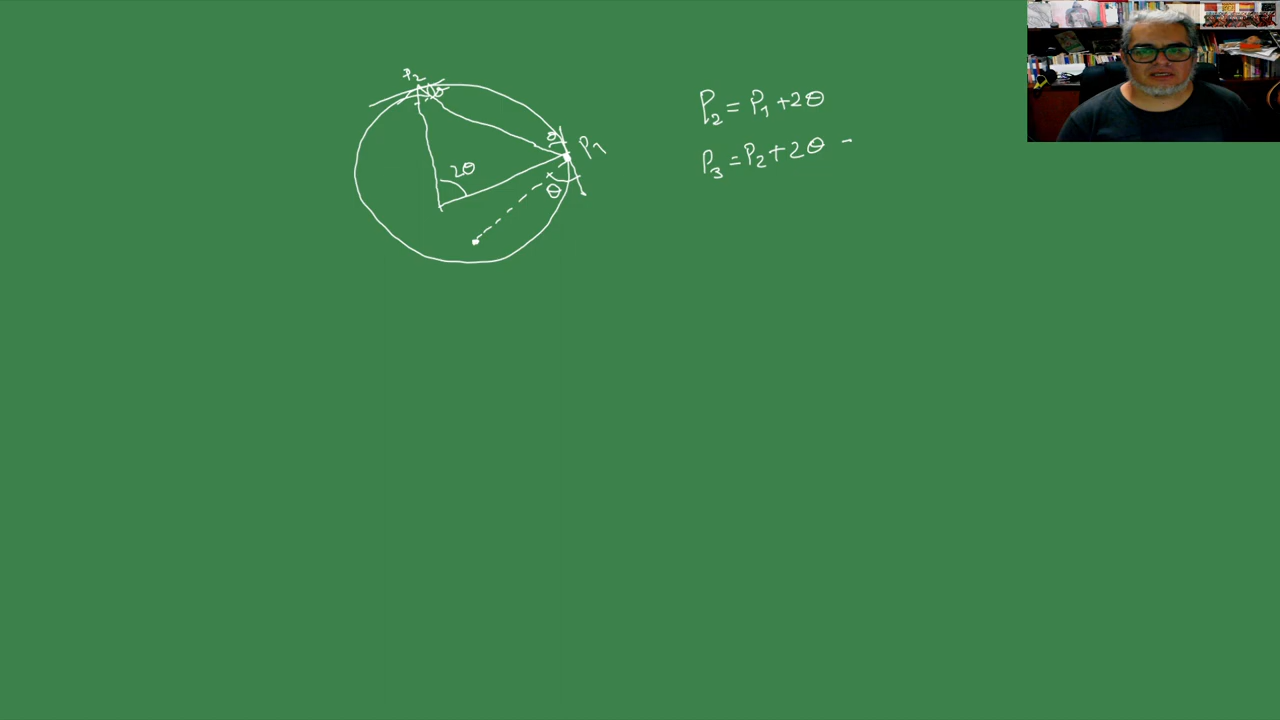 P₂
θ
θ
P₁
2θ
θ
P₂ = P₁ + 2θ
P₃ = P₂ + 2θ -